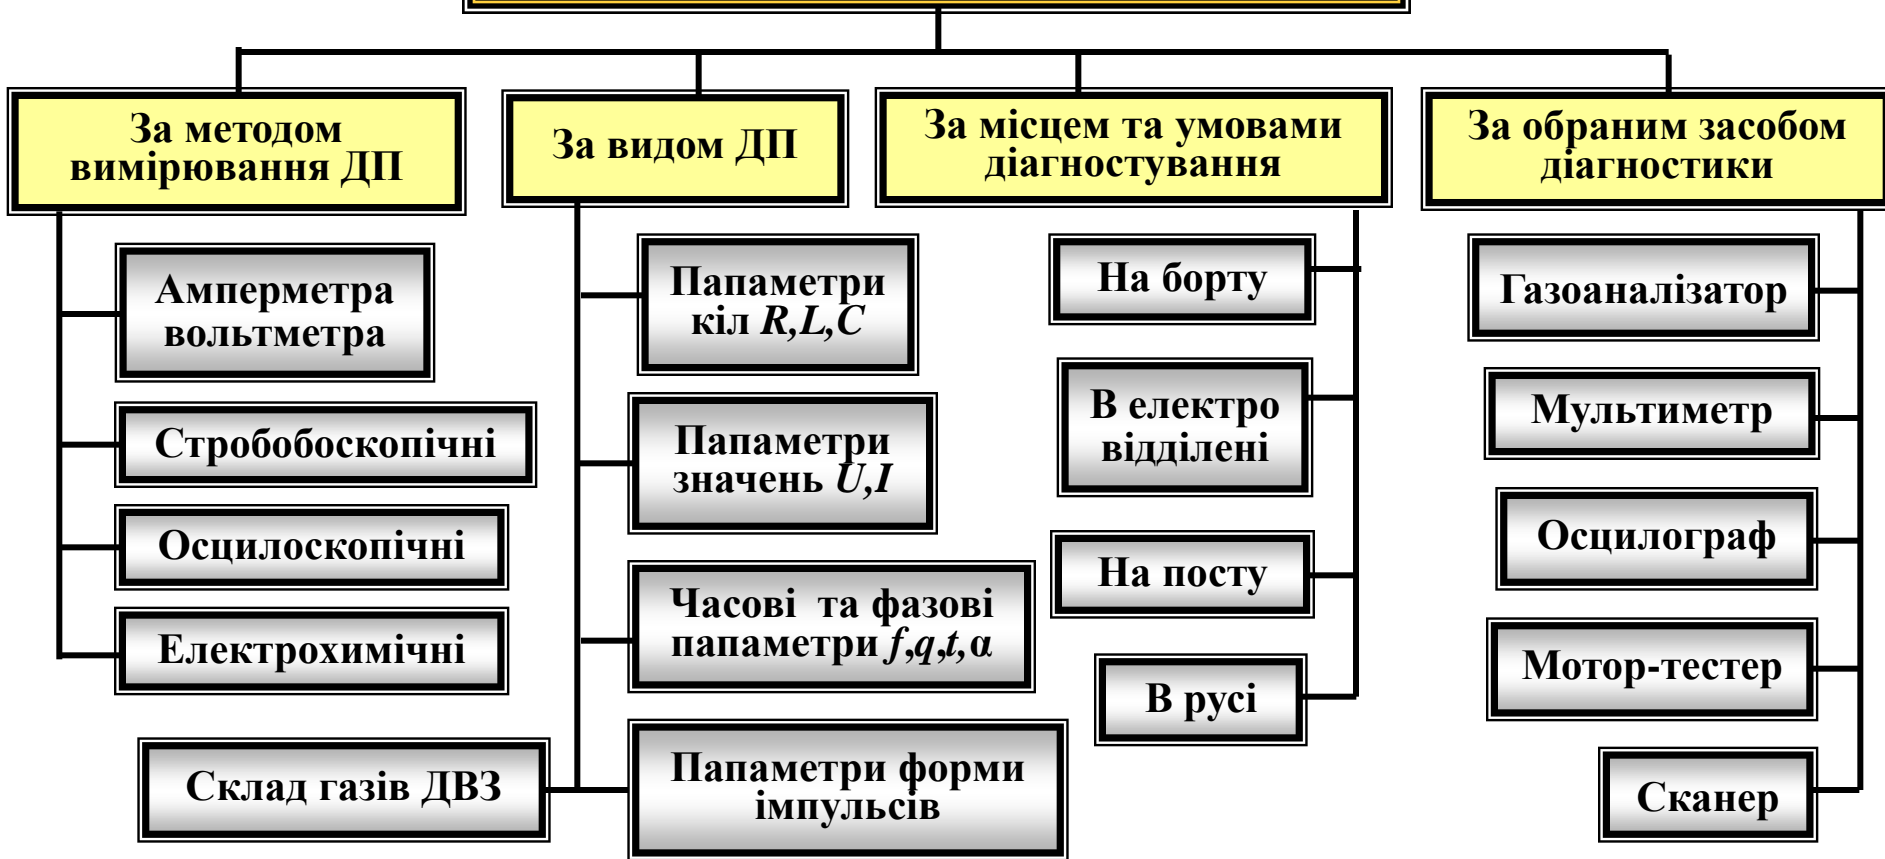 За методом
вимірювання ДП
Амперметра
вольтметра
Стробобоскопічні
Осцилоскопічні
Електрохимічні
За видом ДП
Папаметри
кіл R,L,C
Папаметри
значень U,I
Часові та фазові
папаметри f,q,t,α
Папаметри форми
імпульсів
Склад газів ДВЗ
За місцем та умовами
діагностування
На борту
В електро
відділені
На посту
В русі
За обраним засобом
діагностики
Газоаналізатор
Мультиметр
Осцилограф
Мотор-тестер
Сканер